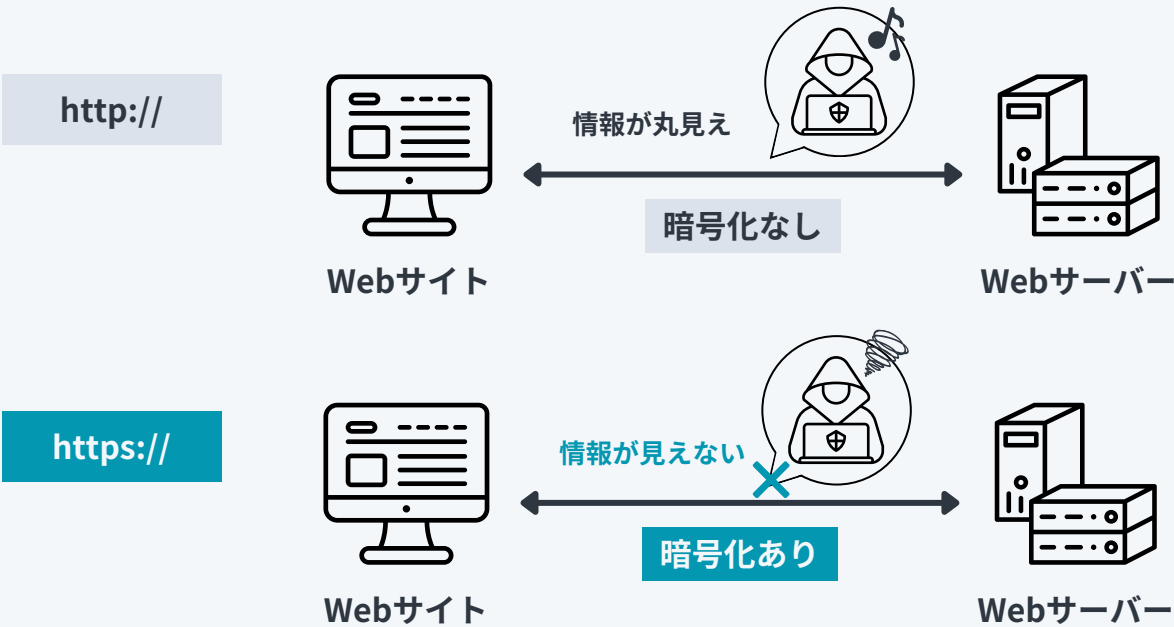 http://
情報が丸見え
暗号化なし
Webサイト
Webサーバー
https://
情報が見えない
暗号化あり
Webサイト
Webサーバー